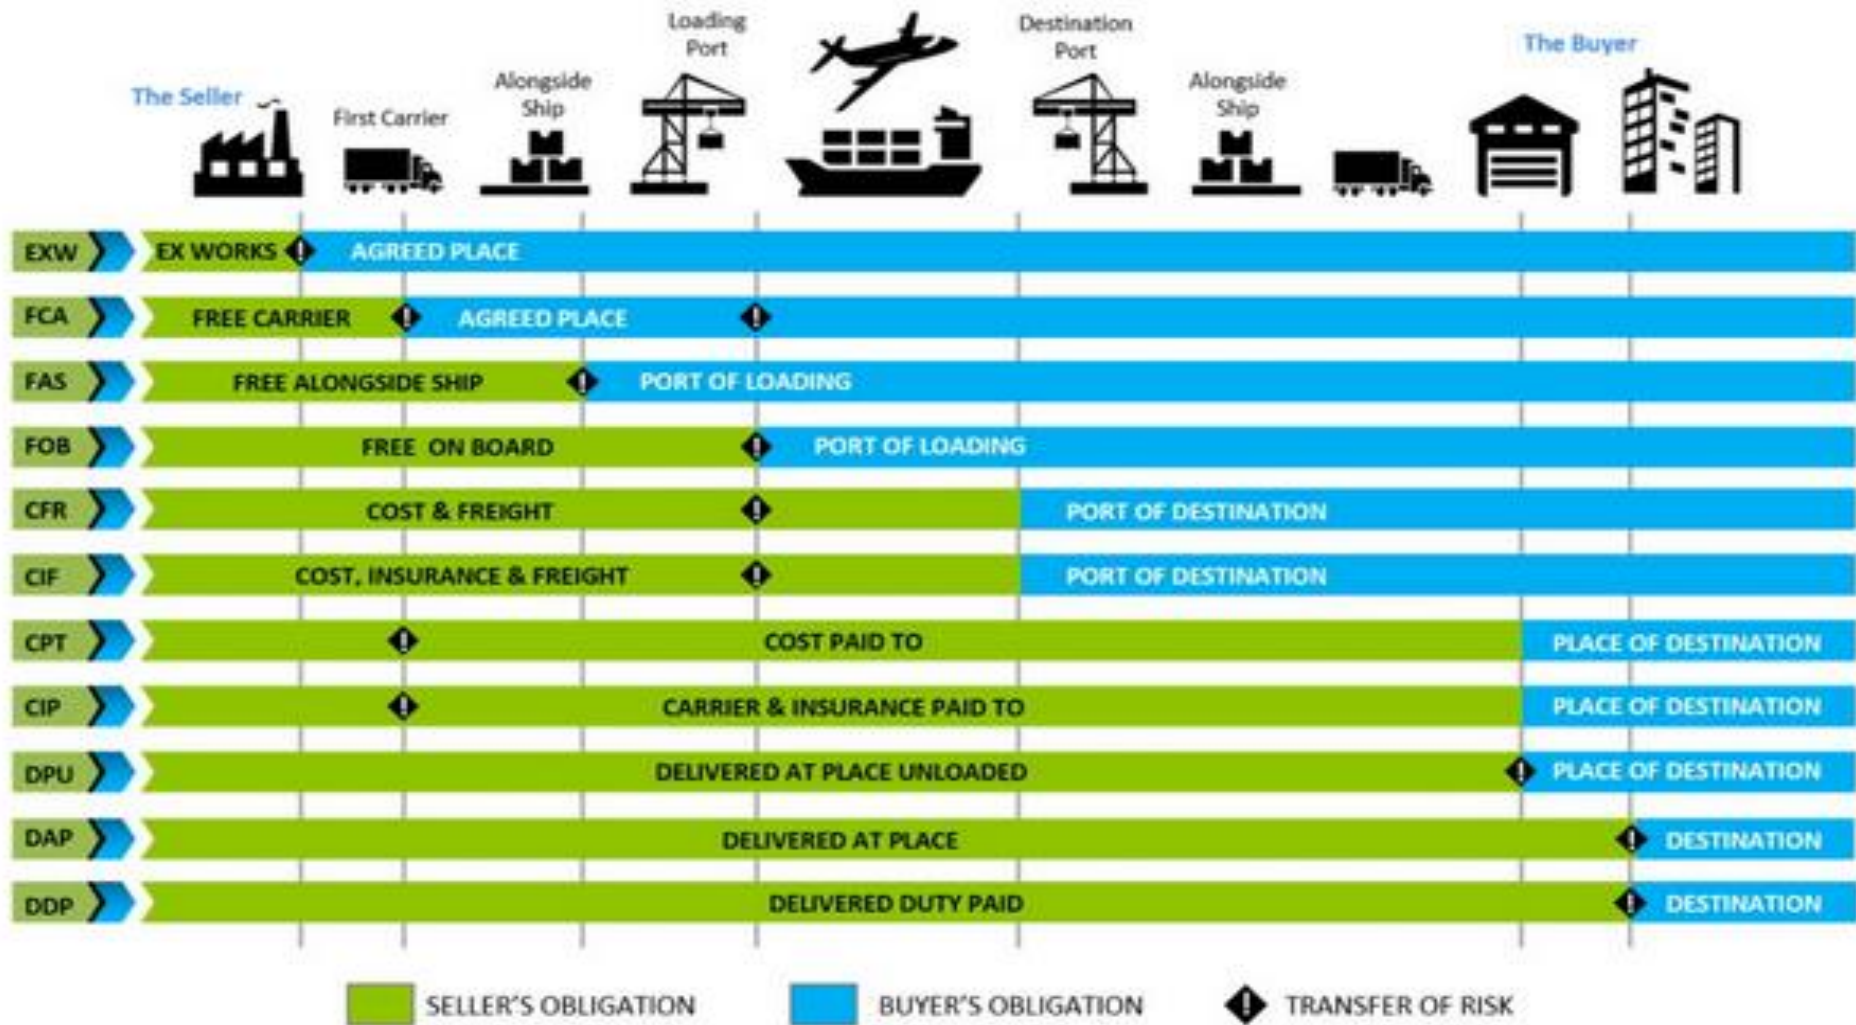 Loading
Port
Destination
Port
The Buyer
The Seller
First Carrier
Alongside
Ship
Alongside
Ship
EXW EX WORKS AGREED PLACE
FCA FREE CARRIER AGREED PLACE
FAS FREE ALONGSIDE SHIP PORT OF LOADING
FOB FREE ON BOARD PORT OF LOADING
CFR COST & FREIGHT PORT OF DESTINATION
CIF COST, INSURANCE & FREIGHT PORT OF DESTINATION
CPT COST PAID TO PLACE OF DESTINATION
CIP CARRIER & INSURANCE PAID TO PLACE OF DESTINATION
DPU DELIVERED AT PLACE UNLOADED PLACE OF DESTINATION
DAP DELIVERED AT PLACE DESTINATION
DDP DELIVERED DUTY PAID DESTINATION
SELLER'S OBLIGATION BUYER'S OBLIGATION TRANSFER OF RISK